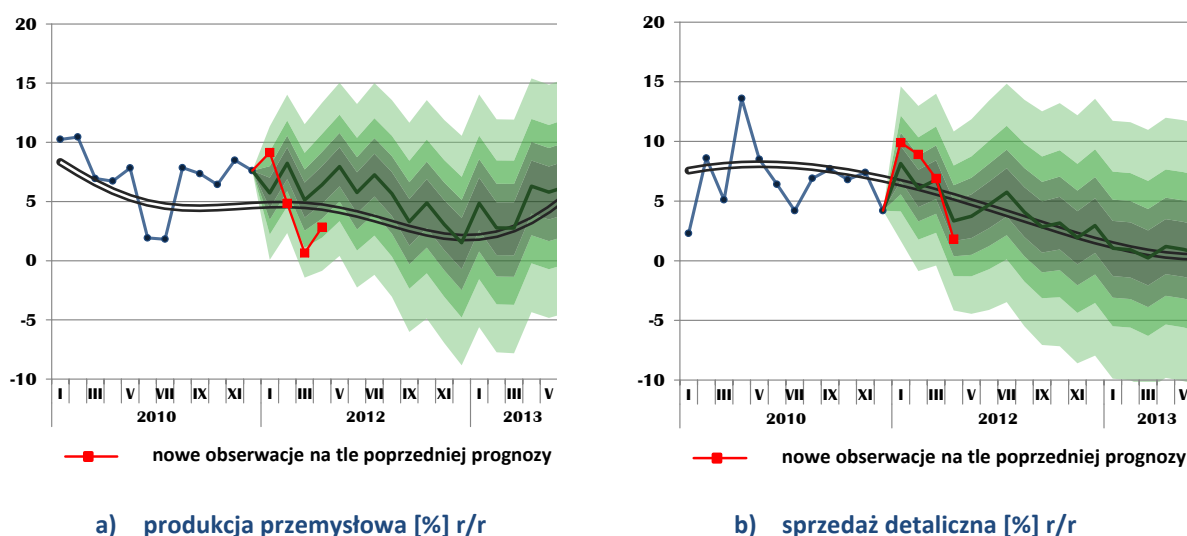 20
15
10
5
0
-5
-10
I III V VII IX XI I III V VII IX XI I III V
2010 2012 2013
nowe obserwacje na tle poprzedniej prognozy
a) produkcja przemysłowa [%] r/r
20
15
10
5
0
-5
-10
I III V VII IX XI I III V VII IX XI I III V
2010 2012 2013
nowe obserwacje na tle poprzedniej prognozy
b) sprzedaż detaliczna [%] r/r